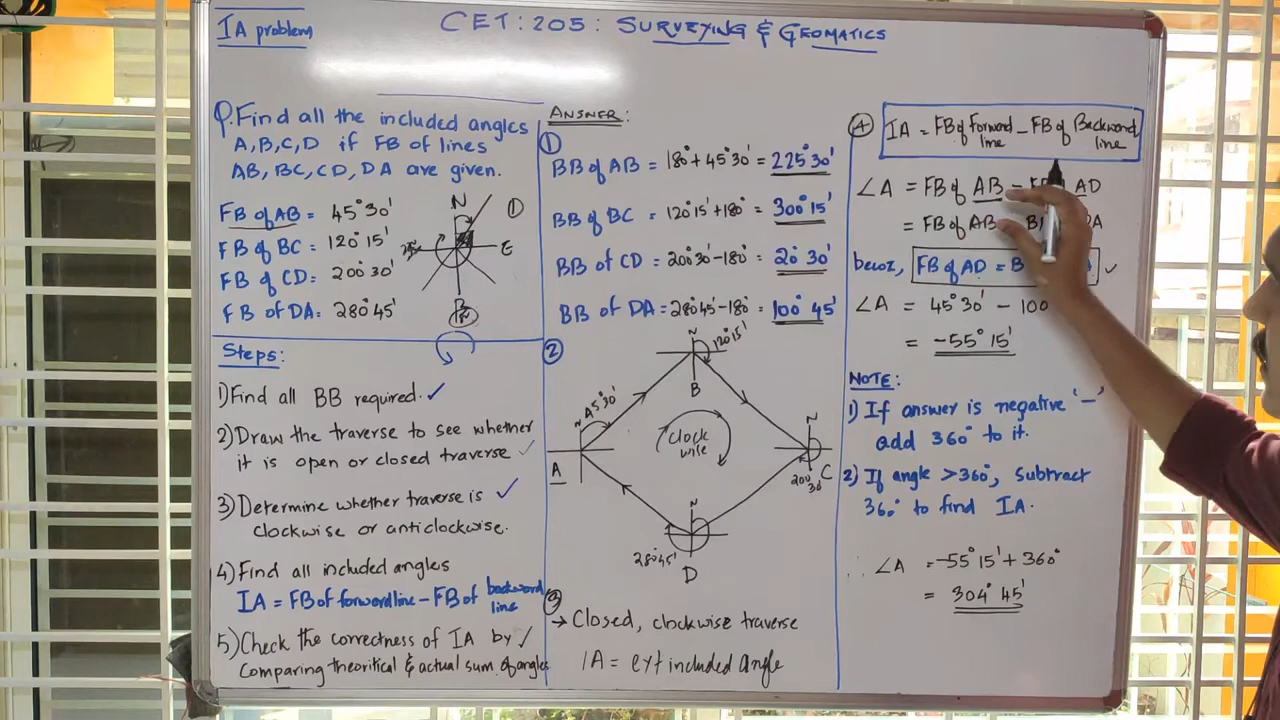 IA problem
CET: 205: SURVEYING & GEOMATICS
Q. Find all the included angles
A, B, C, D if FB of lines
AB, BC, CD, DA are given.
FB of AB = 45°30'
FB of BC = 120°15'
FB of CD = 200°30'
FB of DA = 280°45'
N
E
①
Steps:
1) Find all BB required. ✓
2) Draw the traverse to see whether
it is open or closed traverse ✓
3) Determine whether traverse is ✓
clockwise or anticlockwise.
4) Find all included angles
IA = FB of forward line - FB of backward
line
5) Check the correctness of IA by ✓
Comparing theoritical & actual sum. of angles
ANSWER:
①
BB of AB = 180° + 45°30' = 225°30'
BB of BC = 120°15' + 180° = 300°15'
BB of CD = 200°30 - 180° = 20°30'
BB of DA = 280°45' - 180° = 100°45'
②
N
120°15'
B
N
45°30'
A
clock
wise
N
200°
30'
C
N
280°45'
D
③
→ Closed, clockwise traverse
IA = ext included angle
④
IA = FB of Forward line - FB of Backward line
∠A = FB of AB - FB of AD
= FB of AB - B
becoz, FB of AD = B ✓
∠A = 45°30' - 100
= -55°15'
NOTE:
1) If answer is negative '-'
add 360° to it.
2) If angle > 360°, subtract
360° to find IA.
∴ ∠A = -55°15' + 360°
= 304°45'